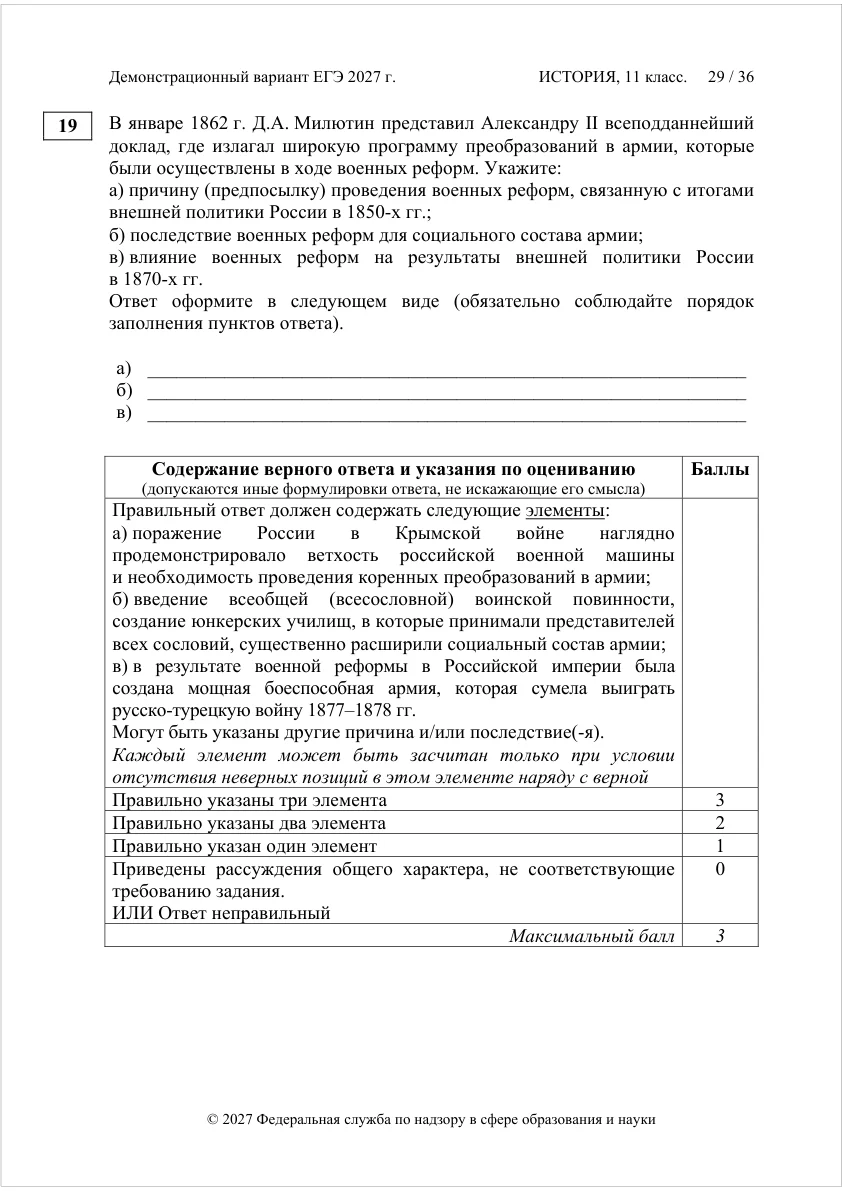 Демонстрационный вариант ЕГЭ 2027 г. ИСТОРИЯ, 11 класс. 29 / 36
19
В январе 1862 г. Д.А. Милютин представил Александру II всеподданнейший
доклад, где излагал широкую программу преобразований в армии, которые
были осуществлены в ходе военных реформ. Укажите:
а) причину (предпосылку) проведения военных реформ, связанную с итогами
внешней политики России в 1850-х гг.;
б) последствие военных реформ для социального состава армии;
в) влияние военных реформ на результаты внешней политики России
в 1870-х гг.
Ответ оформите в следующем виде (обязательно соблюдайте порядок
заполнения пунктов ответа).
а)
б)
в)
Содержание верного ответа и указания по оцениванию Баллы
(допускаются иные формулировки ответа, не искажающие его смысла)
Правильный ответ должен содержать следующие элементы:
а) поражение России в Крымской войне наглядно
продемонстрировало ветхость российской военной машины
и необходимость проведения коренных преобразований в армии;
б) введение всеобщей (всесословной) воинской повинности,
создание юнкерских училищ, в которые принимали представителей
всех сословий, существенно расширили социальный состав армии;
в) в результате военной реформы в Российской империи была
создана мощная боеспособная армия, которая сумела выиграть
русско-турецкую войну 1877–1878 гг.
Могут быть указаны другие причина и/или последствие(-я).
Каждый элемент может быть засчитан только при условии
отсутствия неверных позиций в этом элементе наряду с верной
Правильно указаны три элемента 3
Правильно указаны два элемента 2
Правильно указан один элемент 1
Приведены рассуждения общего характера, не соответствующие 0
требованию задания.
ИЛИ Ответ неправильный
Максимальный балл 3
© 2027 Федеральная служба по надзору в сфере образования и науки